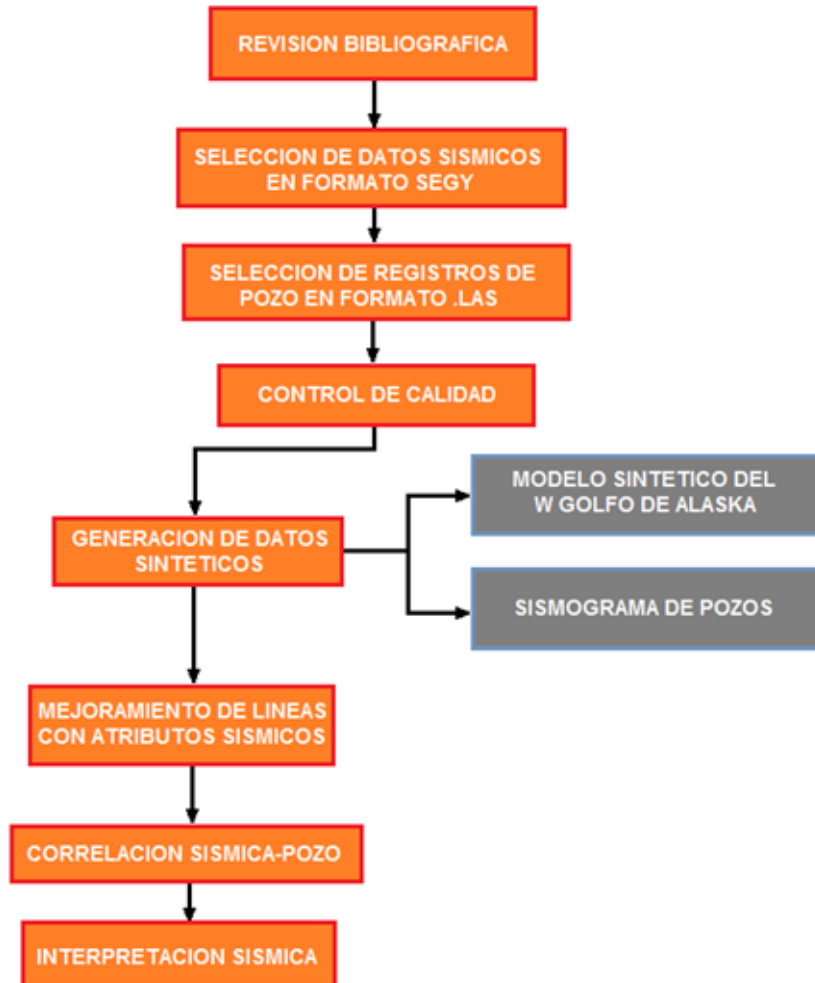 REVISION BIBLIOGRAFICA
SELECCION DE DATOS SISMICOS
EN FORMATO SEGY
SELECCION DE REGISTROS DE
POZO EN FORMATO .LAS
CONTROL DE CALIDAD
GENERACION DE DATOS
SINTETICOS
MODELO SINTETICO DEL
W GOLFO DE ALASKA
SISMOGRAMA DE POZOS
MEJORAMIENTO DE LINEAS
CON ATRIBUTOS SISMICOS
CORRELACION SISMICA-POZO
INTERPRETACION SISMICA